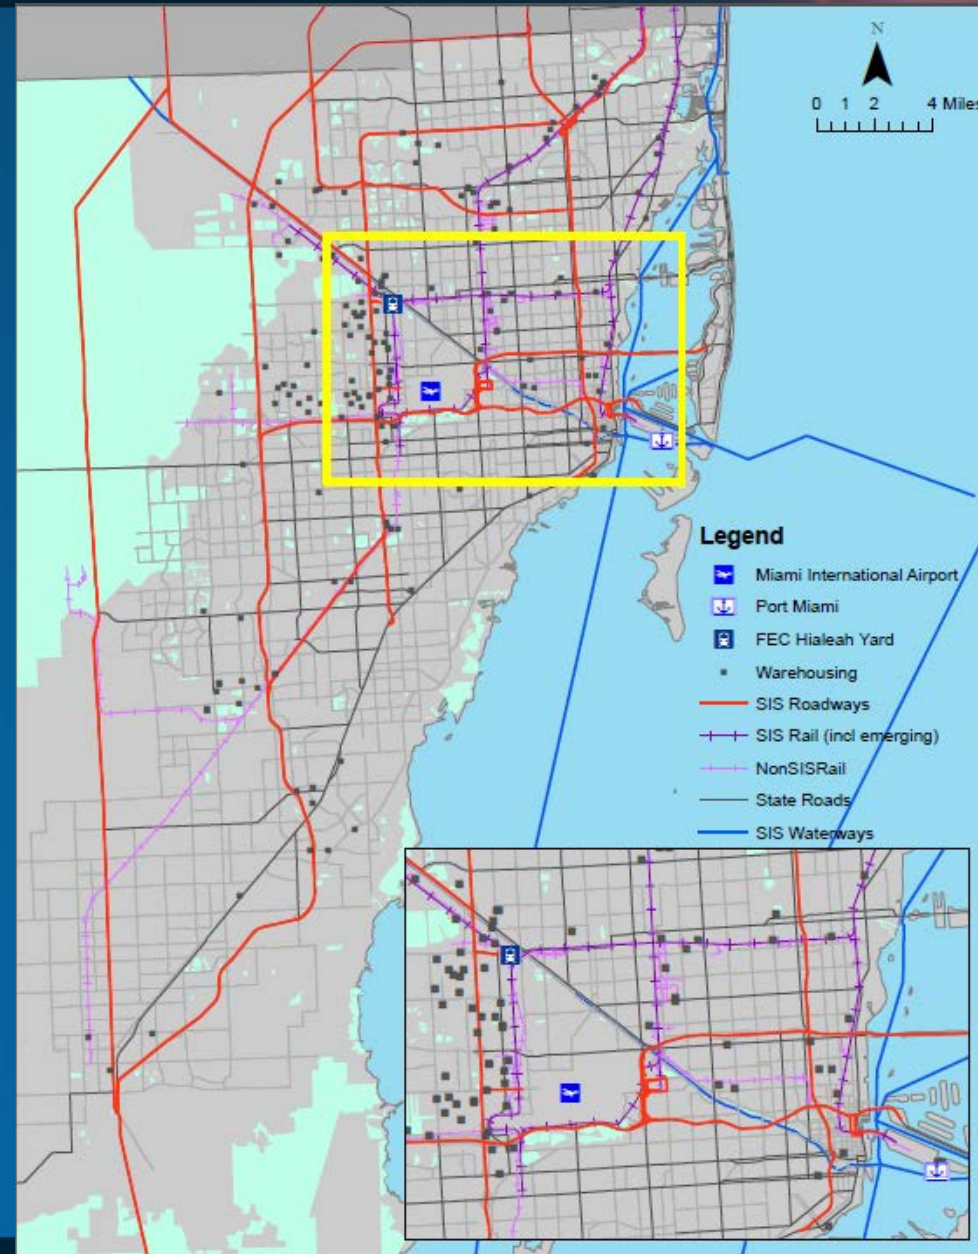 N
0 1 2 4 Miles
Legend
Miami International Airport
Port Miami
FEC Hialeah Yard
Warehousing
SIS Roadways
SIS Rail (incl emerging)
NonSISRail
State Roads
SIS Waterways